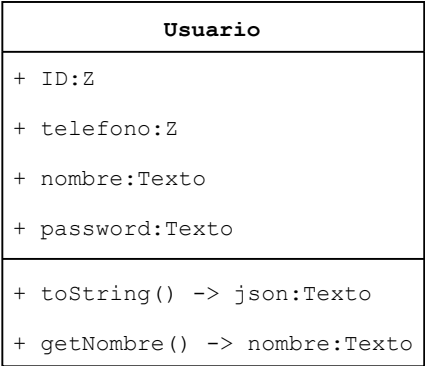 Usuario
+ ID:Z
+ telefono:Z
+ nombre:Texto
+ password:Texto
+ toString() -> json:Texto
+ getNombre() -> nombre:Texto